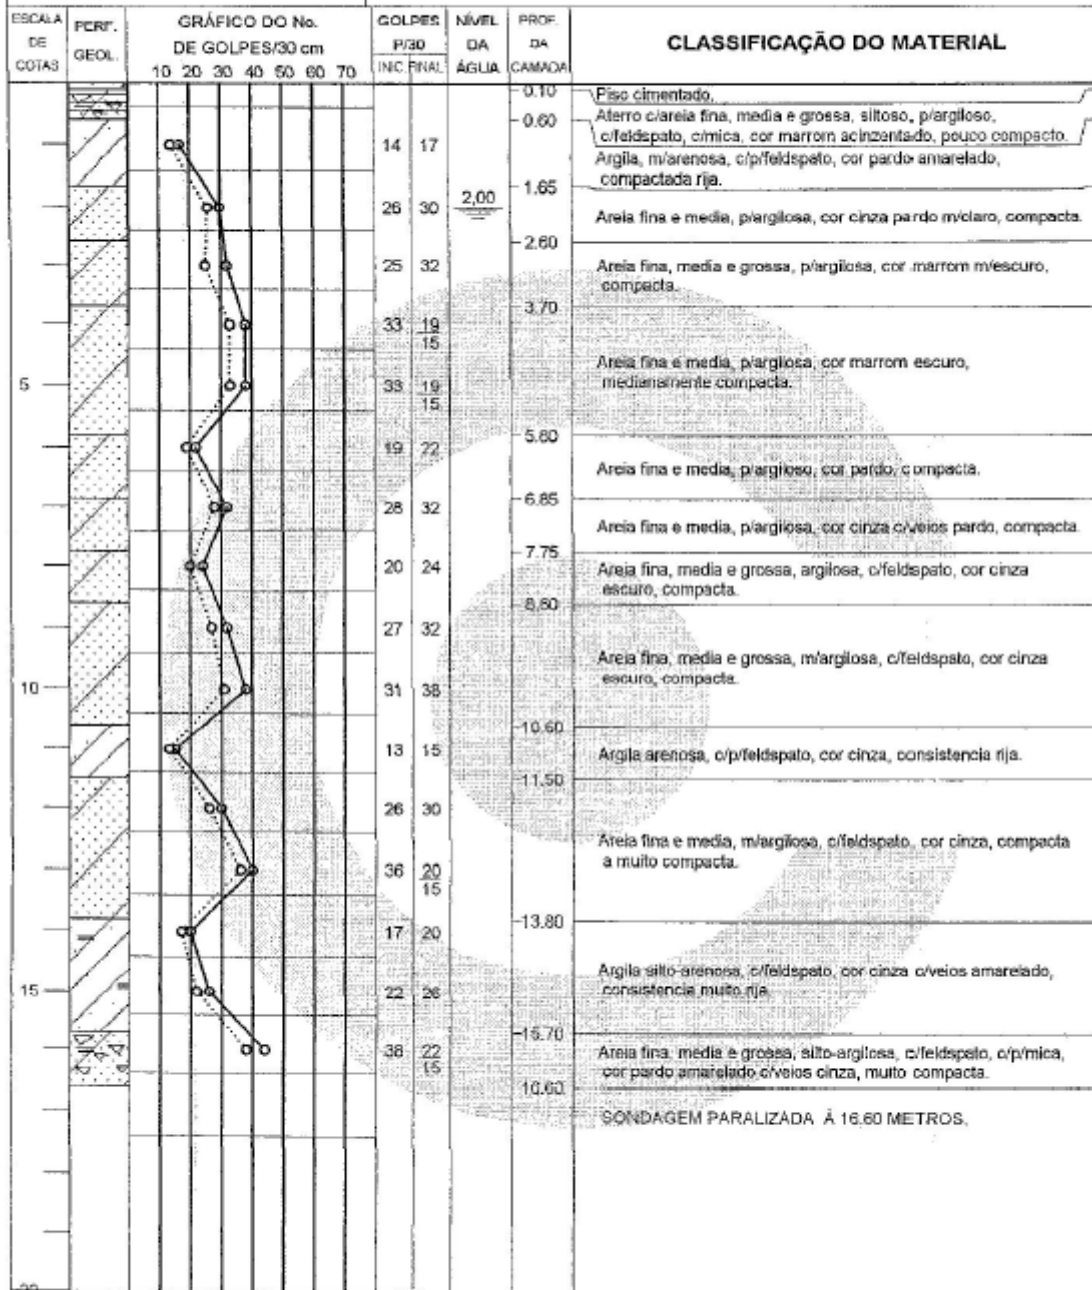 ESCALA DE COTAS
PERF. GEOL.
GRÁFICO DO No. DE GOLPES/30 cm
10 20 30 40 50 60 70
GOLPES P/30
INIC. FINAL
NÍVEL DA ÁGUA
PROF. DA CAMADA
CLASSIFICAÇÃO DO MATERIAL
0.10
Piso cimentado.
0.60
Aterro c/areia fina, media e grossa, siltoso, p/argiloso,
c/feldspato, c/mica, cor marrom acinzentado, pouco compacto.
14 17
Argila, m/arenosa, c/p/feldspato, cor pardo amarelado,
compactada rija.
1.65
2,00
26 30
Areia fina e media, p/argilosa, cor cinza pardo m/claro, compacta.
2.60
25 32
Areia fina, media e grossa, p/argilosa, cor marrom m/escuro,
compacta.
3.70
33 19
15
Areia fina e media, p/argilosa, cor marrom escuro,
medianamente compacta.
5
33 19
15
5.80
19 22
Areia fina e media, p/argiloso, cor pardo, compacta.
6.85
28 32
Areia fina e media, p/argilosa, cor cinza c/veios pardo, compacta.
7.75
20 24
Areia fina, media e grossa, argilosa, c/feldspato, cor cinza
escuro, compacta.
8.60
27 32
Areia fina, media e grossa, m/argilosa, c/feldspato, cor cinza
escuro, compacta.
10
31 38
10.60
13 15
Argila arenosa, c/p/feldspato, cor cinza, consistencia rija.
11.50
26 30
Areia fina e media, m/argilosa, c/feldspato, cor cinza, compacta
a muito compacta.
36 20
15
13.80
17 20
Argila silto-arenosa, c/feldspato, cor cinza c/veios amarelado,
consistencia muito rija.
15
22 26
15.70
38 22
15
Areia fina, media e grossa, silto-argilosa, c/feldspato, c/p/mica,
cor pardo amarelado c/veios cinza, muito compacta.
16.60
SONDAGEM PARALIZADA Á 16.60 METROS.